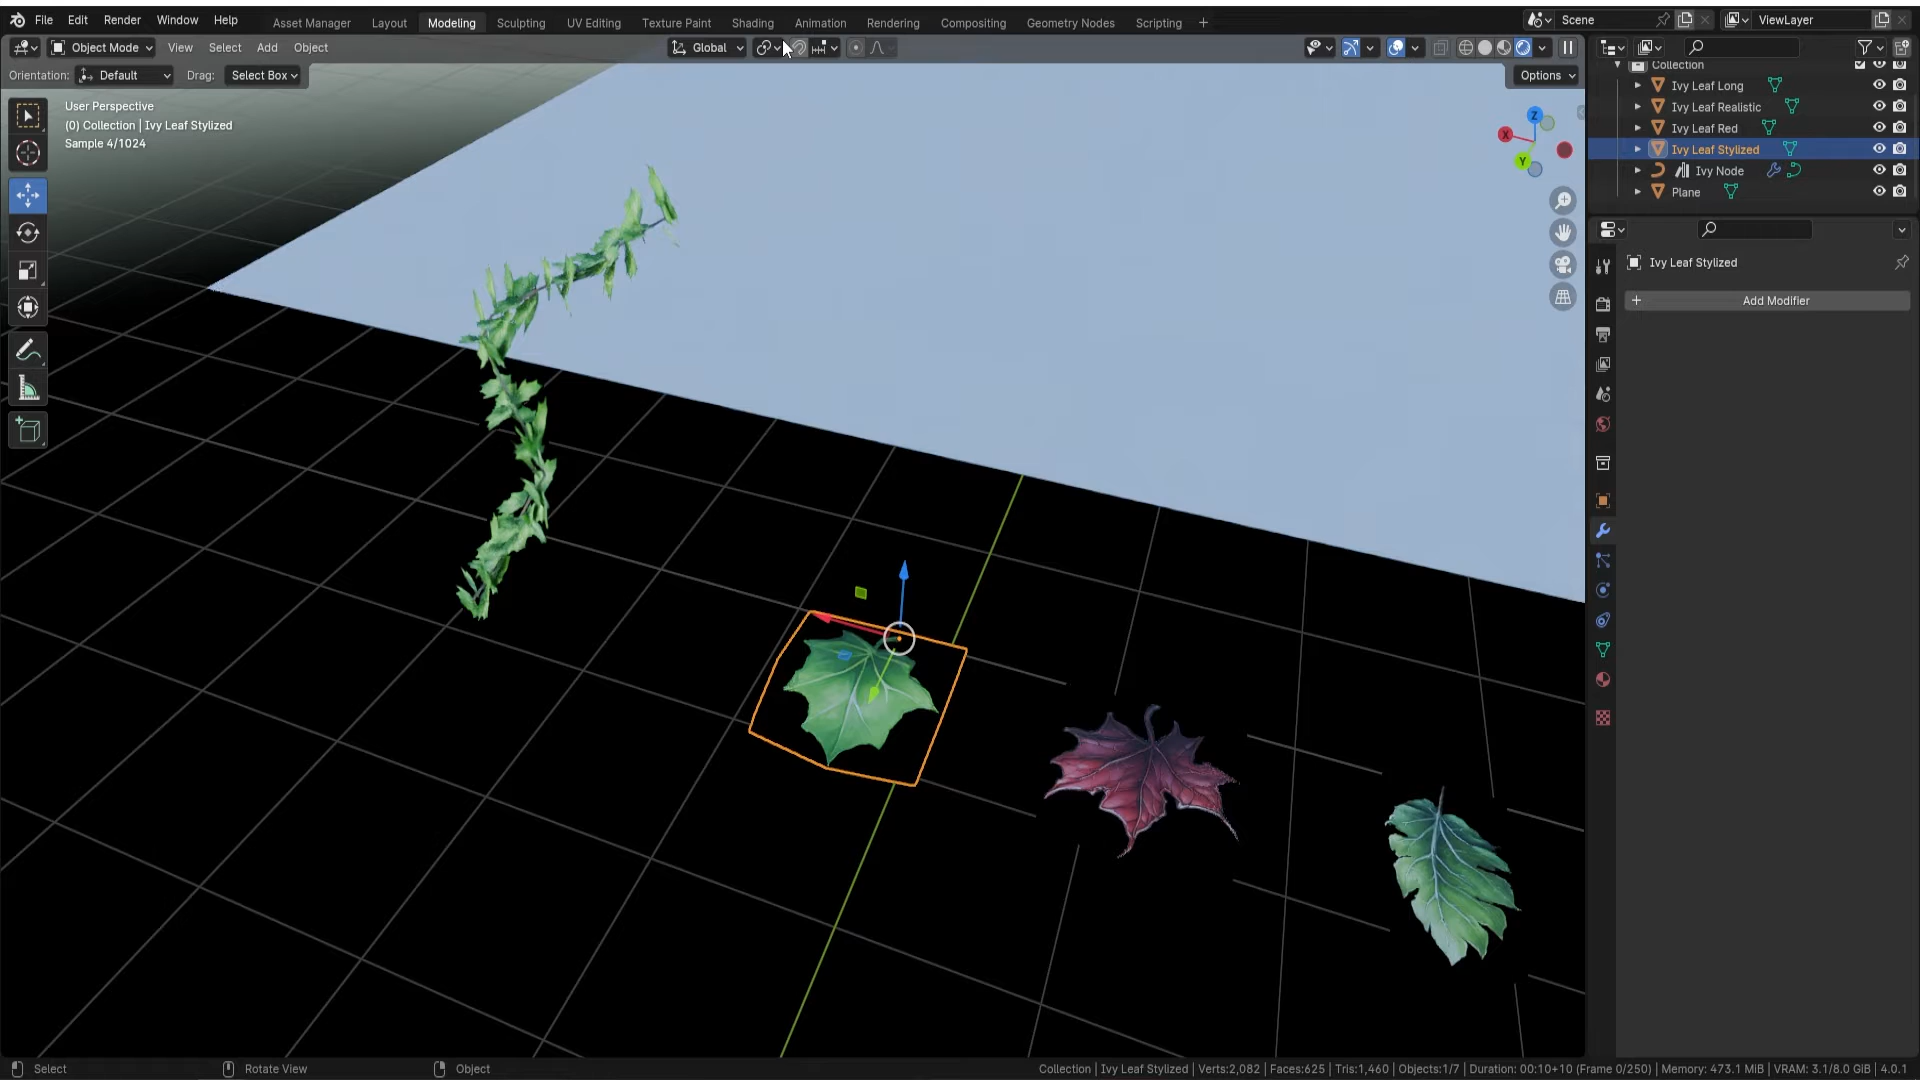 File Edit Render Window Help Asset Manager Layout Modeling Sculpting UV Editing Texture Paint Shading Animation Rendering Compositing Geometry Nodes Scripting + Scene ViewLayer
Object Mode View Select Add Object Global
Orientation: Default Drag: Select Box Options
User Perspective
(0) Collection | Ivy Leaf Stylized
Sample 4/1024
Z
X
Y
Collection
Ivy Leaf Long
Ivy Leaf Realistic
Ivy Leaf Red
Ivy Leaf Stylized
Ivy Node
Plane
Ivy Leaf Stylized
+ Add Modifier
Select Rotate View Object Collection | Ivy Leaf Stylized | Verts:2,082 | Faces:625 | Tris:1,460 | Objects:1/7 | Duration: 00:10+10 (Frame 0/250) | Memory: 473.1 MiB | VRAM: 3.1/8.0 GiB | 4.0.1